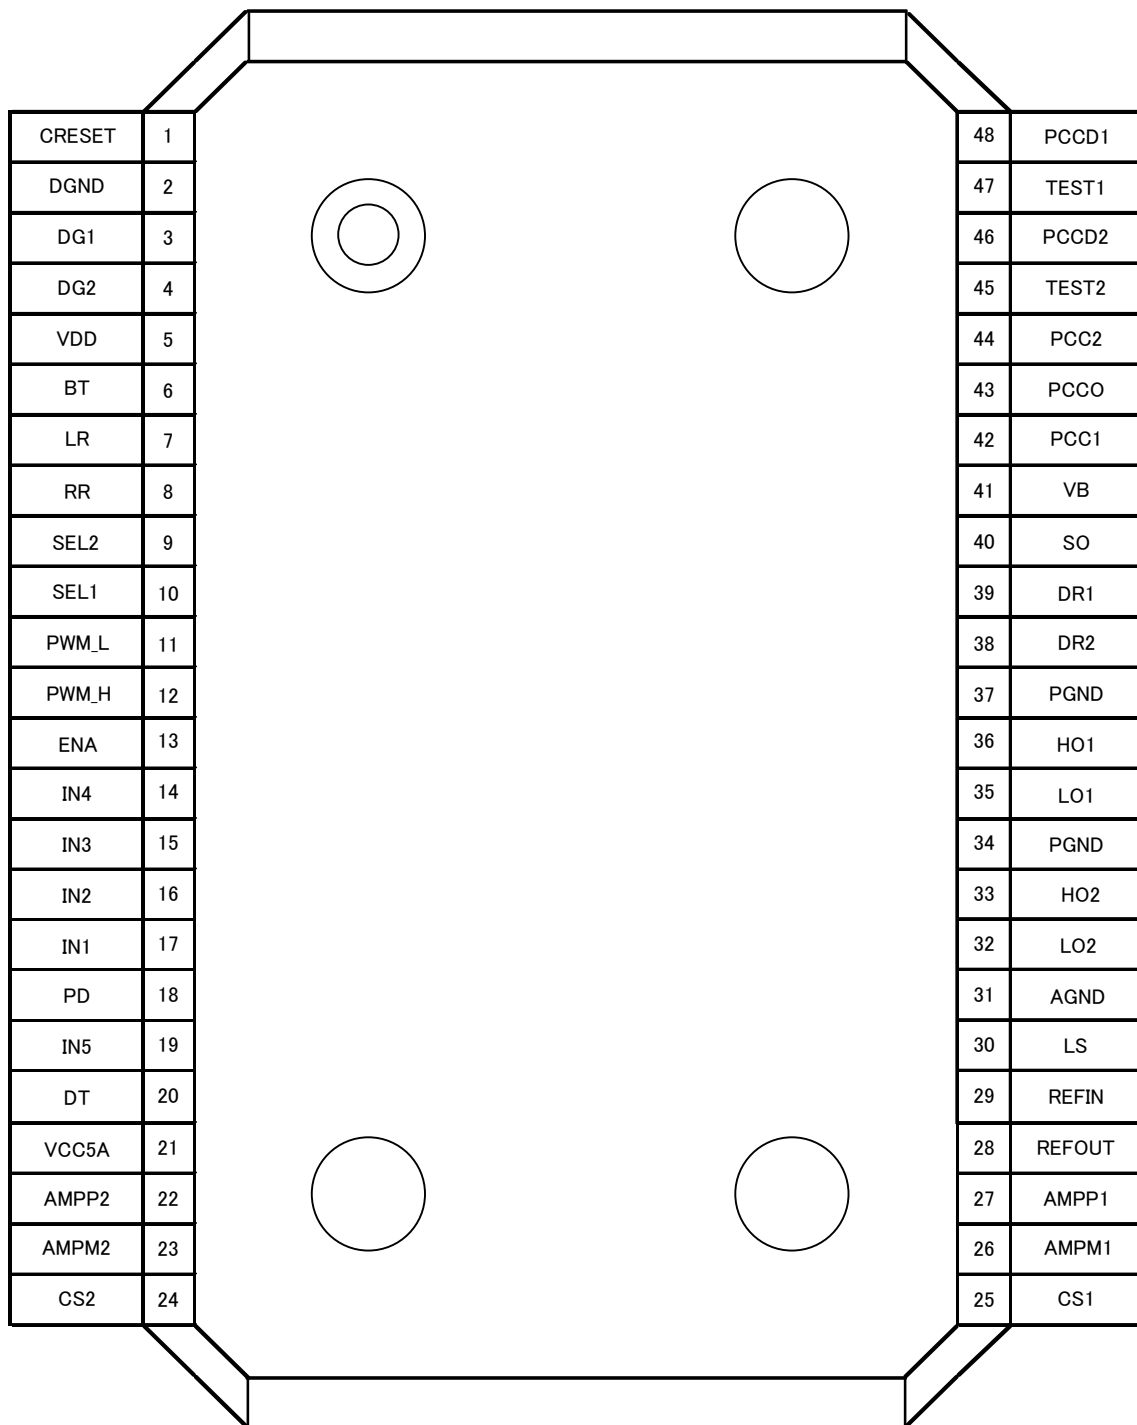 CRESET 1 48 PCCD1
DGND 2 47 TEST1
DG1 3 46 PCCD2
DG2 4 45 TEST2
VDD 5 44 PCC2
BT 6 43 PCCO
LR 7 42 PCC1
RR 8 41 VB
SEL2 9 40 SO
SEL1 10 39 DR1
PWM_L 11 38 DR2
PWM_H 12 37 PGND
ENA 13 36 HO1
IN4 14 35 LO1
IN3 15 34 PGND
IN2 16 33 HO2
IN1 17 32 LO2
PD 18 31 AGND
IN5 19 30 LS
DT 20 29 REFIN
VCC5A 21 28 REFOUT
AMPP2 22 27 AMPP1
AMPM2 23 26 AMPM1
CS2 24 25 CS1